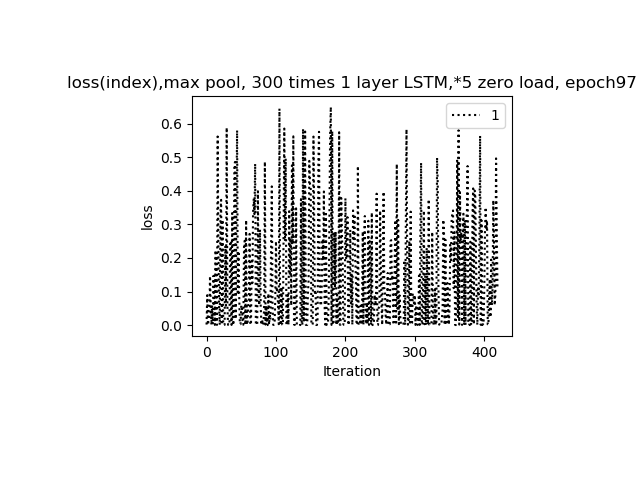 loss(index),max pool, 300 times 1 layer LSTM,*5 zero load, epoch97
1
loss
0.6
0.5
0.4
0.3
0.2
0.1
0.0
0 100 200 300 400
Iteration